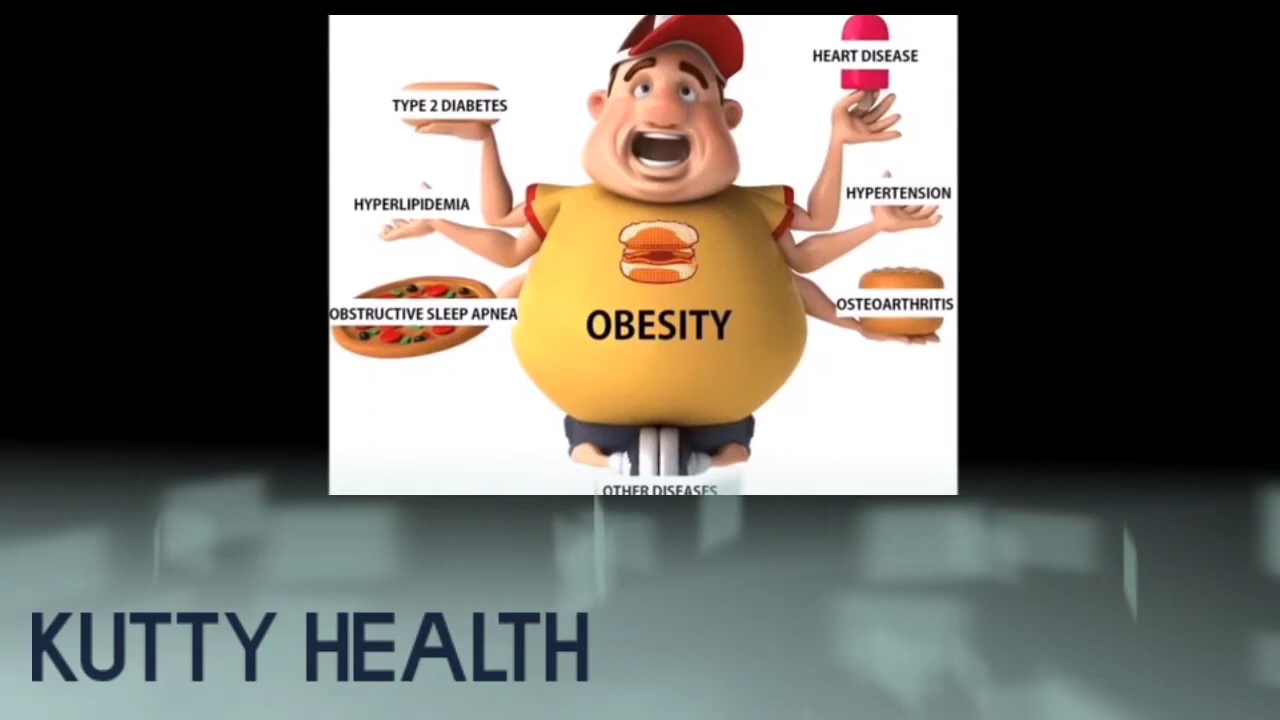 HEART DISEASE
TYPE 2 DIABETES
HYPERTENSION
HYPERLIPIDEMIA
OSTEOARTHRITIS
OBSTRUCTIVE SLEEP APNEA
OBESITY
OTHER DISEASES
KUTTY HEALTH